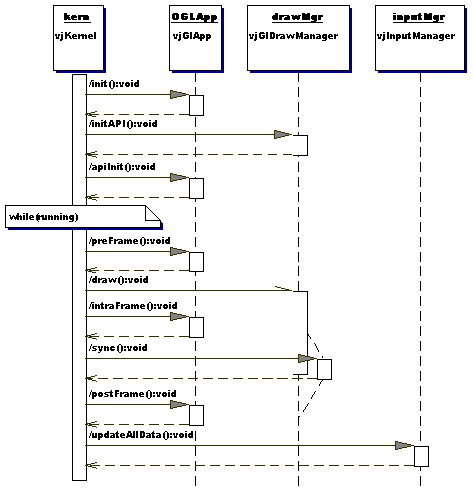 kern
vjKernel
OGLApp
vjGlApp
drawMgr
vjGlDrawManager
inputMgr
vjInputManager
/init():void
/initAPI():void
/apiInit():void
while(running)
/preFrame():void
/draw():void
/intraFrame():void
/sync():void
/postFrame():void
/updateAllData():void